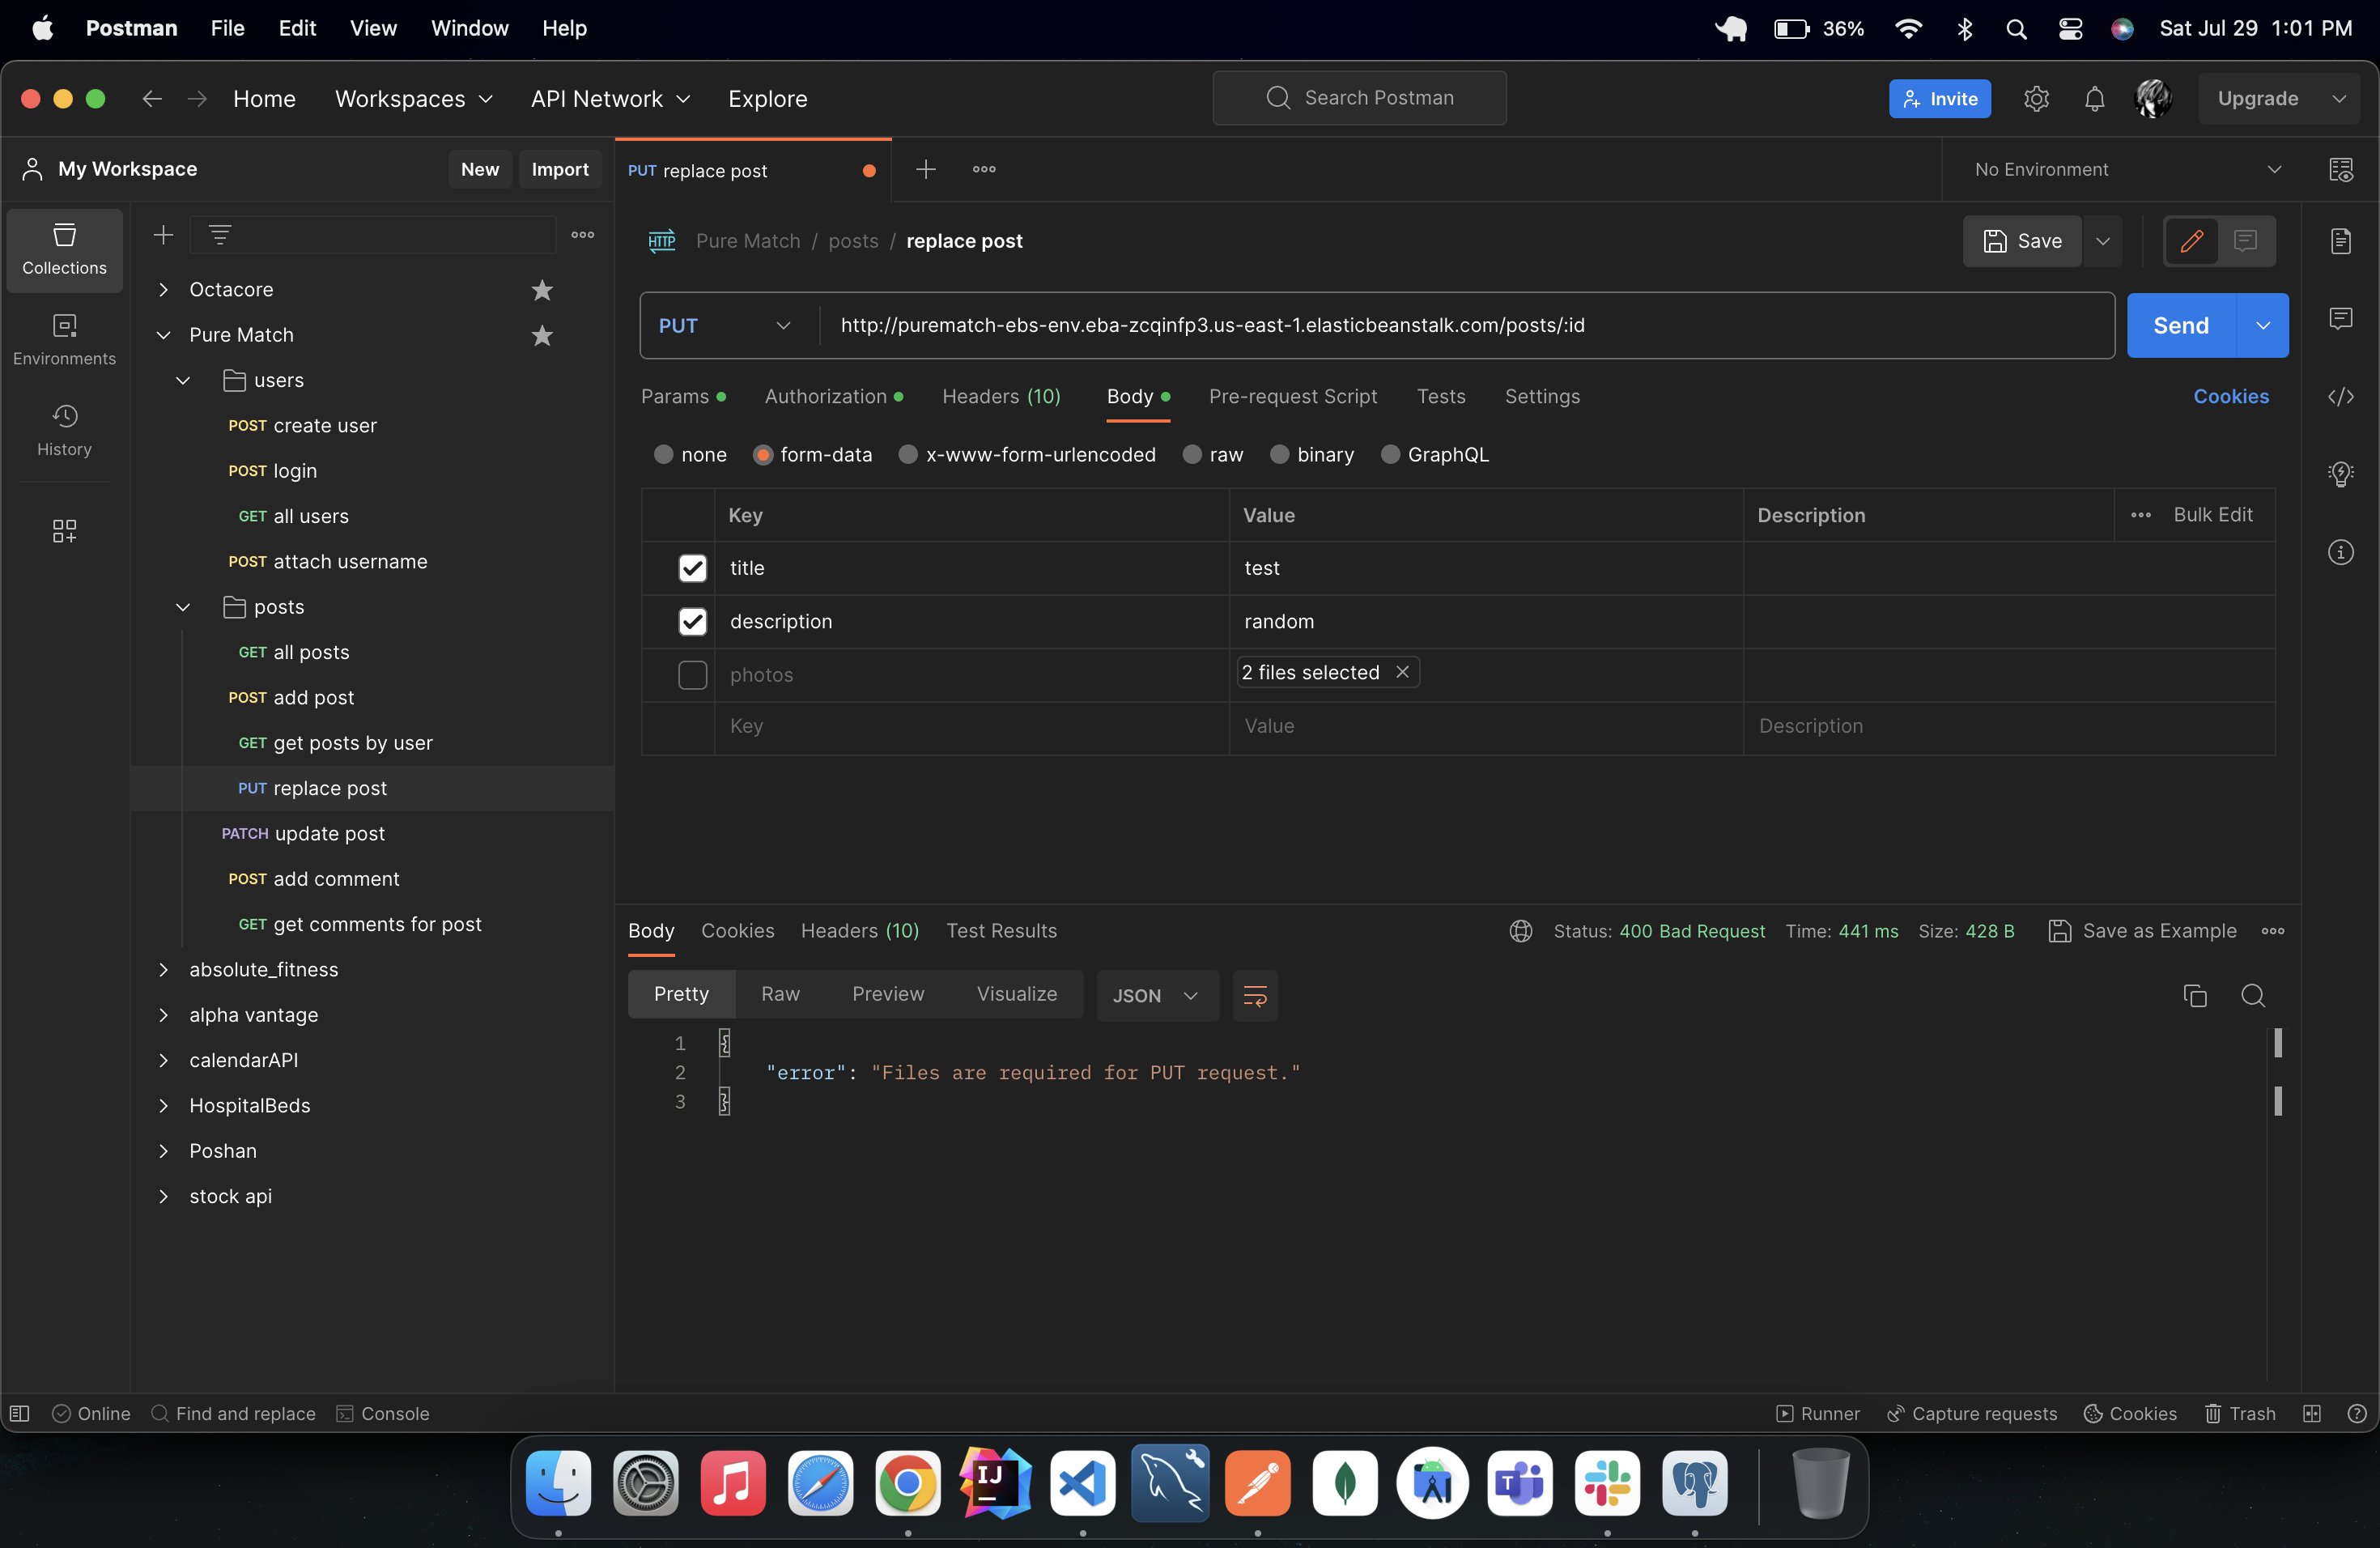 Postman File Edit View Window Help 36% Sat Jul 29 1:01 PM
Home Workspaces API Network Explore Search Postman Invite Upgrade
My Workspace New Import PUT replace post No Environment
Collections
Environments
History
Octacore
Pure Match
users
POST create user
POST login
GET all users
POST attach username
posts
GET all posts
POST add post
GET get posts by user
PUT replace post
PATCH update post
POST add comment
GET get comments for post
absolute_fitness
alpha vantage
calendarAPI
HospitalBeds
Poshan
stock api
HTTP Pure Match / posts / replace post Save
PUT http://purematch-ebs-env.eba-zcqinfp3.us-east-1.elasticbeanstalk.com/posts/:id Send
Params Authorization Headers (10) Body Pre-request Script Tests Settings Cookies
none form-data x-www-form-urlencoded raw binary GraphQL
Key Value Description Bulk Edit
title test
description random
photos 2 files selected
Key Value Description
Body Cookies Headers (10) Test Results Status: 400 Bad Request Time: 441 ms Size: 428 B Save as Example
Pretty Raw Preview Visualize JSON
1 {
2 "error": "Files are required for PUT request."
3 }
Online Find and replace Console Runner Capture requests Cookies Trash
IJ
T